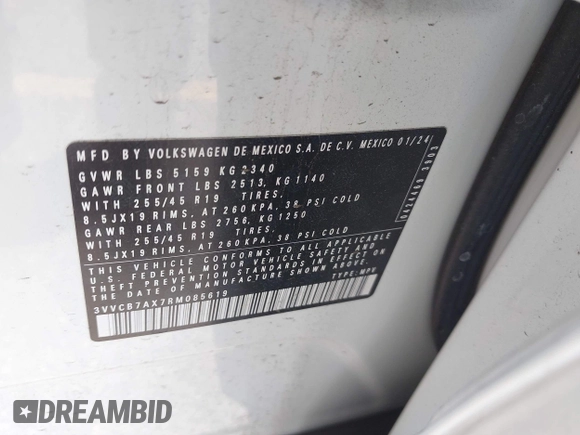 MFD BY VOLKSWAGEN DE MEXICO S.A. DE C.V. MEXICO 01/24
GVWR LBS 5159 KG 2340
GAWR FRONT LBS 2513, KG 1140
WITH 255/45 R19 TIRES,
8.5JX19 RIMS, AT 260 KPA, 38 PSI COLD
GAWR REAR LBS 2756, KG 1250
WITH 255/45 R19 TIRES,
8.5JX19 RIMS, AT 260 KPA, 38 PSI COLD
THIS VEHICLE CONFORMS TO ALL APPLICABLE
U.S. FEDERAL MOTOR VEHICLE SAFETY AND
THEFT PREVENTION STANDARDS IN EFFECT
ON THE DATE OF MANUFACTURE SHOWN ABOVE.
3VVCB7AX7RM085619 TYPE: MPV
DREAMBID